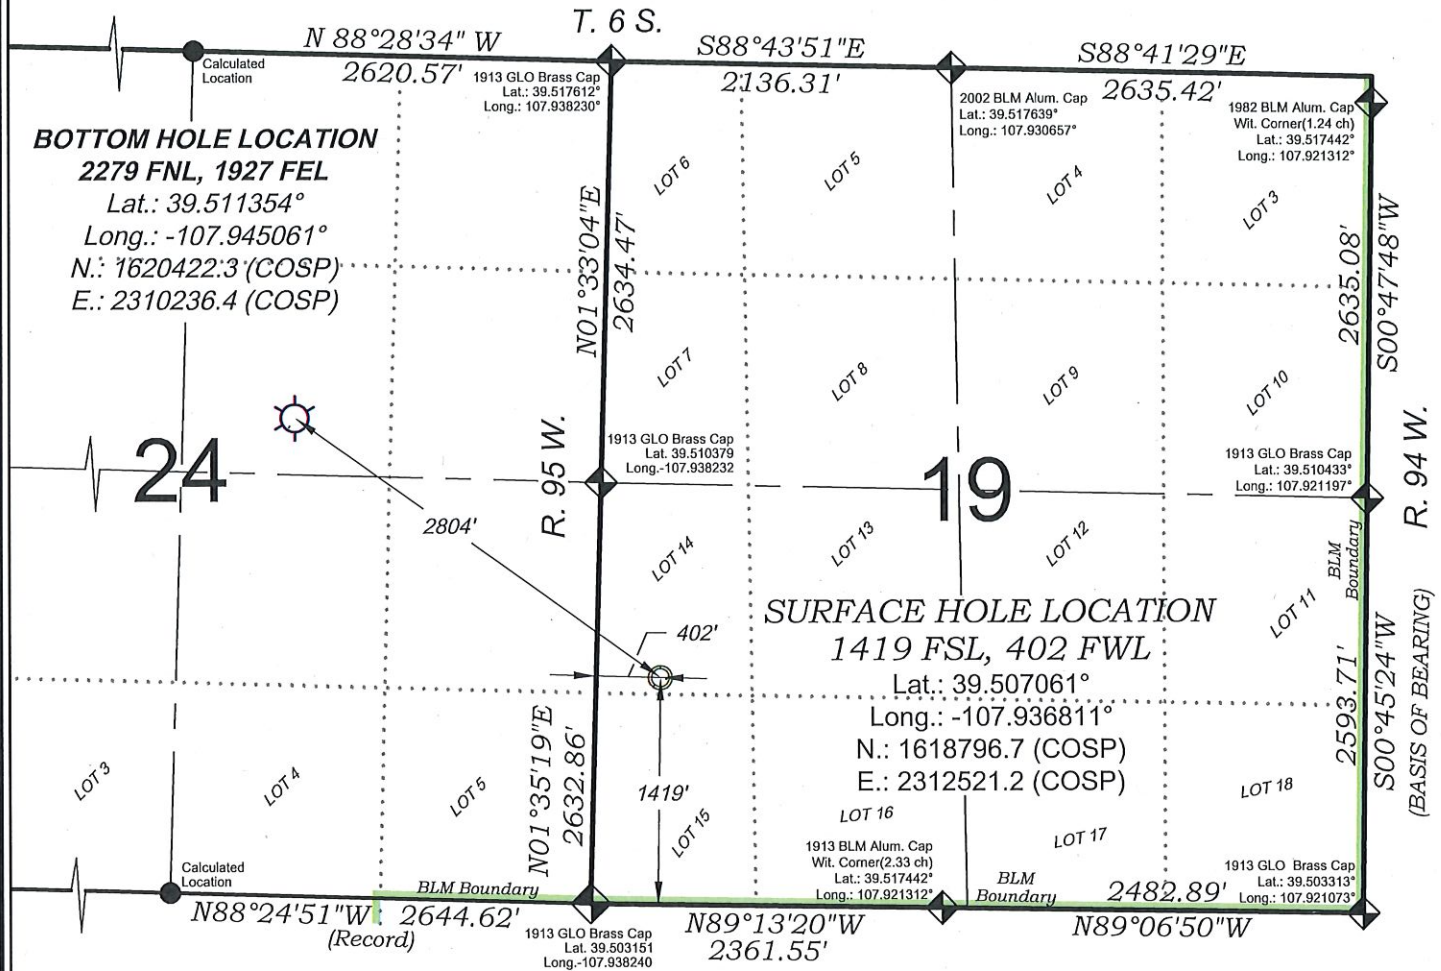 T. 6 S.
N 88°28'34" W
2620.57'
S88°43'51"E
2136.31'
S88°41'29"E
2635.42'
Calculated
Location
1913 GLO Brass Cap
Lat.: 39.517612°
Long.: 107.938230°
2002 BLM Alum. Cap
Lat.: 39.517639°
Long.: 107.930657°
1982 BLM Alum. Cap
Wit. Corner(1.24 ch)
Lat.: 39.517442°
Long.: 107.921312°
BOTTOM HOLE LOCATION
2279 FNL, 1927 FEL
Lat.: 39.511354°
Long.: -107.945061°
N.: 1620422.3 (COSP)
E.: 2310236.4 (COSP)
LOT 6
LOT 5
LOT 4
LOT 3
N01°33'04"E
2634.47'
2635.08'
S00°47'48"W
LOT 7
LOT 8
LOT 9
LOT 10
24
R. 95 W.
1913 GLO Brass Cap
Lat. 39.510379
Long.-107.938232
19
1913 GLO Brass Cap
Lat.: 39.510433°
Long.: 107.921197°
R. 94 W.
2804'
LOT 14
LOT 13
LOT 12
LOT 11
BLM
Boundary
402'
SURFACE HOLE LOCATION
1419 FSL, 402 FWL
Lat.: 39.507061°
Long.: -107.936811°
N.: 1618796.7 (COSP)
E.: 2312521.2 (COSP)
2593.71'
S00°45'24"W
(BASIS OF BEARING)
N01°35'19"E
2632.86'
1419'
LOT 3
LOT 4
LOT 5
LOT 15
LOT 16
LOT 17
LOT 18
1913 BLM Alum. Cap
Wit. Corner(2.33 ch)
Lat.: 39.517442°
Long.: 107.921312°
1913 GLO Brass Cap
Lat.: 39.503313°
Long.: 107.921073°
Calculated
Location
BLM Boundary
BLM
Boundary
N88°24'51"W
2644.62'
(Record)
1913 GLO Brass Cap
Lat. 39.503151
Long.-107.938240
N89°13'20"W
2361.55'
2482.89'
N89°06'50"W